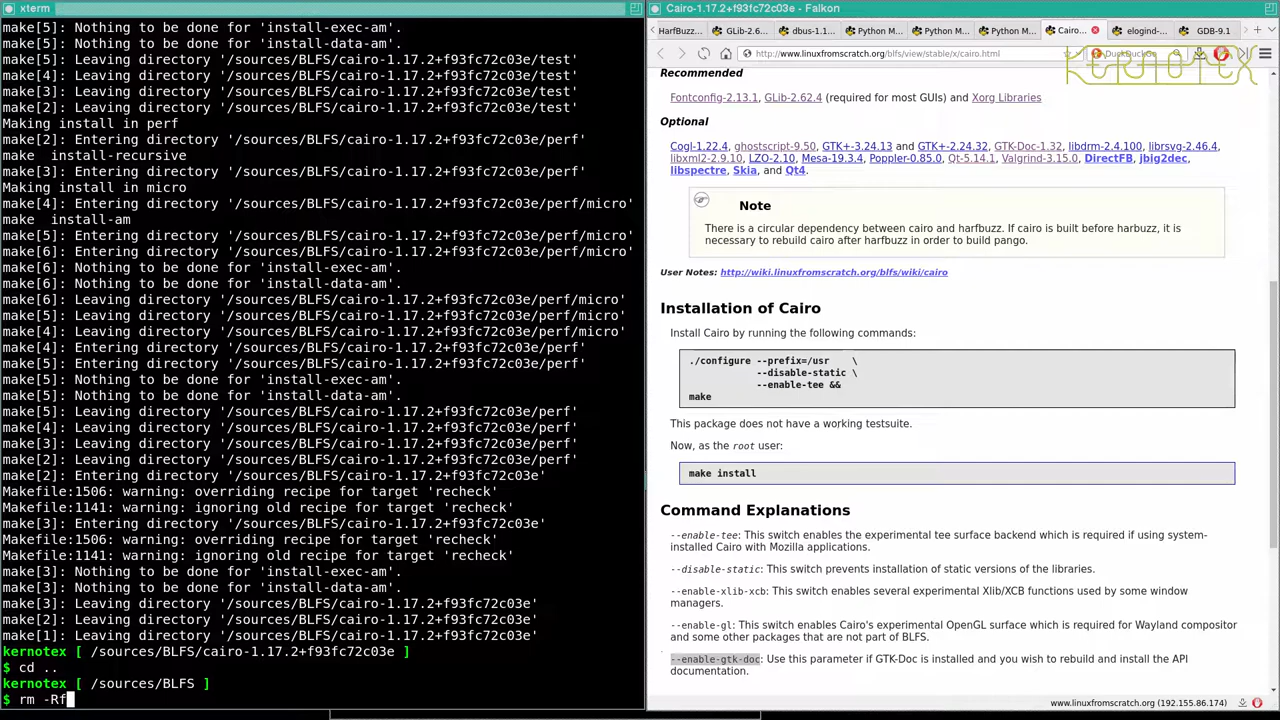 xterm
make[5]: Nothing to be done for 'install-exec-am'.
make[5]: Nothing to be done for 'install-data-am'.
make[5]: Leaving directory '/sources/BLFS/cairo-1.17.2+f93fc72c03e/test'
make[4]: Leaving directory '/sources/BLFS/cairo-1.17.2+f93fc72c03e/test'
make[3]: Leaving directory '/sources/BLFS/cairo-1.17.2+f93fc72c03e/test'
make[2]: Leaving directory '/sources/BLFS/cairo-1.17.2+f93fc72c03e/test'
Making install in perf
make[2]: Entering directory '/sources/BLFS/cairo-1.17.2+f93fc72c03e/perf'
make  install-recursive
make[3]: Entering directory '/sources/BLFS/cairo-1.17.2+f93fc72c03e/perf'
Making install in micro
make[4]: Entering directory '/sources/BLFS/cairo-1.17.2+f93fc72c03e/perf/micro'
make  install-am
make[5]: Entering directory '/sources/BLFS/cairo-1.17.2+f93fc72c03e/perf/micro'
make[6]: Entering directory '/sources/BLFS/cairo-1.17.2+f93fc72c03e/perf/micro'
make[6]: Nothing to be done for 'install-exec-am'.
make[6]: Nothing to be done for 'install-data-am'.
make[6]: Leaving directory '/sources/BLFS/cairo-1.17.2+f93fc72c03e/perf/micro'
make[5]: Leaving directory '/sources/BLFS/cairo-1.17.2+f93fc72c03e/perf/micro'
make[4]: Leaving directory '/sources/BLFS/cairo-1.17.2+f93fc72c03e/perf/micro'
make[4]: Entering directory '/sources/BLFS/cairo-1.17.2+f93fc72c03e/perf'
make[5]: Entering directory '/sources/BLFS/cairo-1.17.2+f93fc72c03e/perf'
make[5]: Nothing to be done for 'install-exec-am'.
make[5]: Nothing to be done for 'install-data-am'.
make[5]: Leaving directory '/sources/BLFS/cairo-1.17.2+f93fc72c03e/perf'
make[4]: Leaving directory '/sources/BLFS/cairo-1.17.2+f93fc72c03e/perf'
make[3]: Leaving directory '/sources/BLFS/cairo-1.17.2+f93fc72c03e/perf'
make[2]: Leaving directory '/sources/BLFS/cairo-1.17.2+f93fc72c03e/perf'
make[2]: Entering directory '/sources/BLFS/cairo-1.17.2+f93fc72c03e'
Makefile:1506: warning: overriding recipe for target 'recheck'
Makefile:1141: warning: ignoring old recipe for target 'recheck'
make[3]: Entering directory '/sources/BLFS/cairo-1.17.2+f93fc72c03e'
Makefile:1506: warning: overriding recipe for target 'recheck'
Makefile:1141: warning: ignoring old recipe for target 'recheck'
make[3]: Nothing to be done for 'install-exec-am'.
make[3]: Nothing to be done for 'install-data-am'.
make[3]: Leaving directory '/sources/BLFS/cairo-1.17.2+f93fc72c03e'
make[2]: Leaving directory '/sources/BLFS/cairo-1.17.2+f93fc72c03e'
make[1]: Leaving directory '/sources/BLFS/cairo-1.17.2+f93fc72c03e'
kernotex [ /sources/BLFS/cairo-1.17.2+f93fc72c03e ]
$ cd ..
kernotex [ /sources/BLFS ]
$ rm -Rf
Cairo-1.17.2+f93fc72c03e - Falkon
HarfBuzz... GLib-2.6... dbus-1.1... Python M... Python M... Python M... Cairo... elogind-... GDB-9.1
http://www.linuxfromscratch.org/blfs/view/stable/x/cairo.html DuckDuckGo
KERNOTEX
Recommended
Fontconfig-2.13.1, GLib-2.62.4 (required for most GUIs) and Xorg Libraries
Optional
Cogl-1.22.4, ghostscript-9.50, GTK+-3.24.13 and GTK+-2.24.32, GTK-Doc-1.32, libdrm-2.4.100, librsvg-2.46.4,
libxml2-2.9.10, LZO-2.10, Mesa-19.3.4, Poppler-0.85.0, Qt-5.14.1, Valgrind-3.15.0, DirectFB, jbig2dec,
libspectre, Skia, and Qt4.
Note
There is a circular dependency between cairo and harfbuzz. If cairo is built before harbuzz, it is
necessary to rebuild cairo after harfbuzz in order to build pango.
User Notes: http://wiki.linuxfromscratch.org/blfs/wiki/cairo
Installation of Cairo
Install Cairo by running the following commands:
./configure --prefix=/usr    \
--disable-static \
--enable-tee &&
make
This package does not have a working testsuite.
Now, as the root user:
make install
Command Explanations
--enable-tee: This switch enables the experimental tee surface backend which is required if using system-
installed Cairo with Mozilla applications.
--disable-static: This switch prevents installation of static versions of the libraries.
--enable-xlib-xcb: This switch enables several experimental Xlib/XCB functions used by some window
managers.
--enable-gl: This switch enables Cairo's experimental OpenGL surface which is required for Wayland compositor
and some other packages that are not part of BLFS.
--enable-gtk-doc: Use this parameter if GTK-Doc is installed and you wish to rebuild and install the API
documentation.
www.linuxfromscratch.org (192.155.86.174)